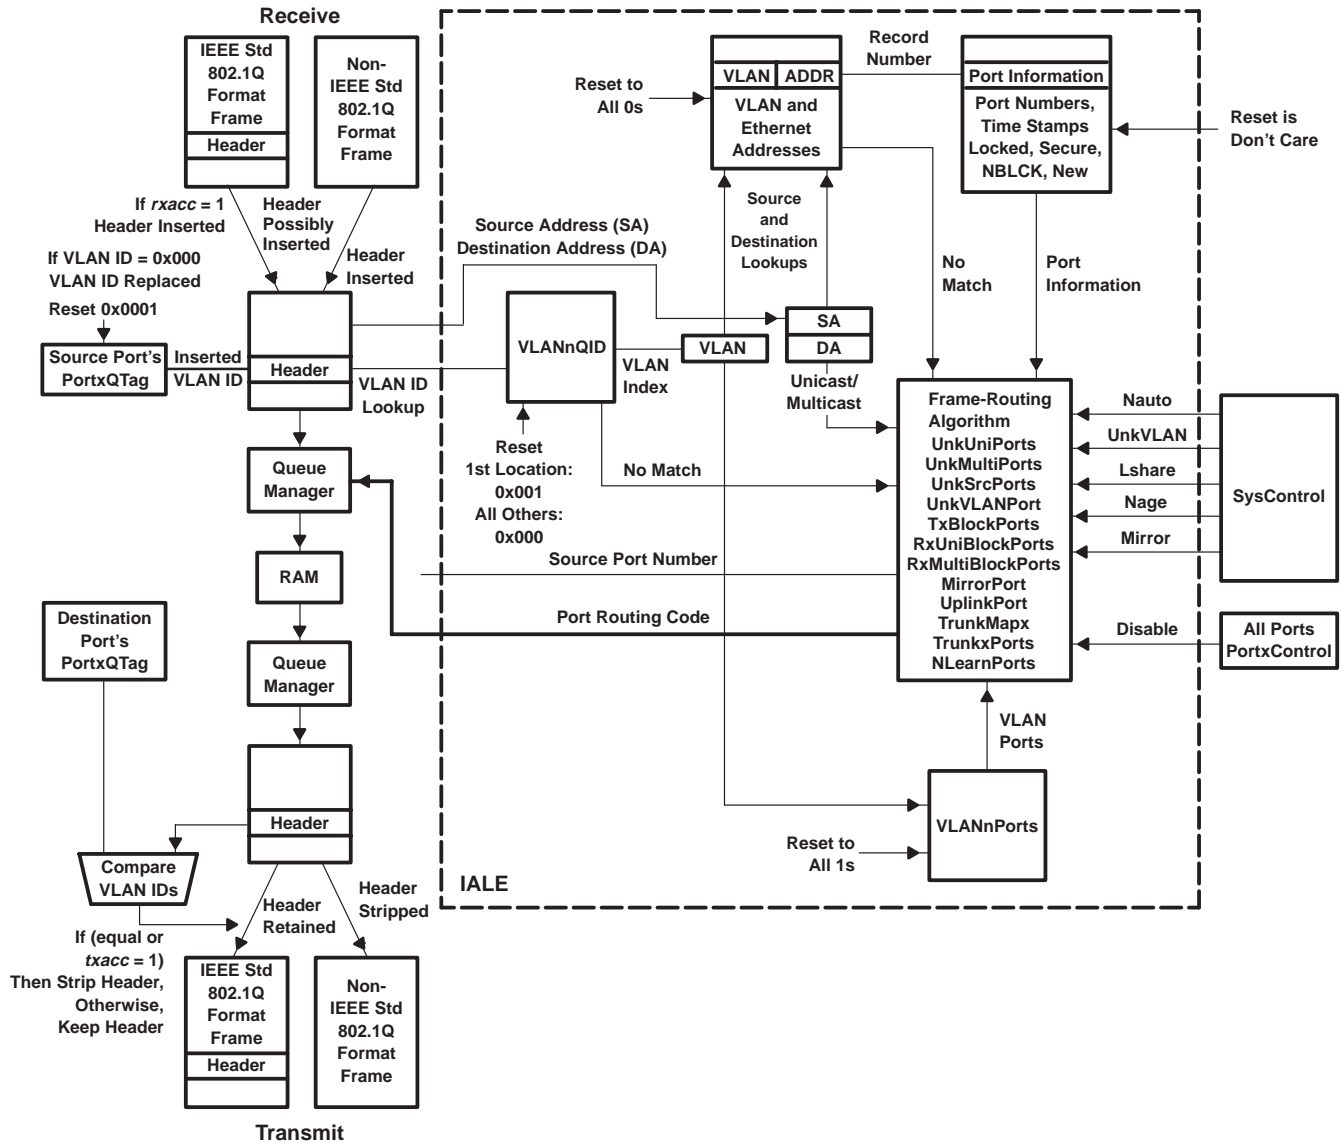 Receive
IEEE Std
802.1Q
Format
Frame
Header
Non-
IEEE Std
802.1Q
Format
Frame
If rxacc = 1
Header Inserted
Header
Possibly
Inserted
Header
Inserted
If VLAN ID = 0x000
VLAN ID Replaced
Reset 0x0001
Source Port's
PortxQTag
Inserted
VLAN ID
Header
VLAN ID
Lookup
Source Address (SA)
Destination Address (DA)
VLANnQID
VLAN
Index
VLAN
Reset
1st Location:
0x001
All Others:
0x000
No Match
Reset to
All 0s
VLAN
ADDR
VLAN and
Ethernet
Addresses
Record
Number
Port Information
Port Numbers,
Time Stamps
Locked, Secure,
NBLCK, New
Reset is
Don't Care
Source
and
Destination
Lookups
No
Match
Port
Information
SA
DA
Unicast/
Multicast
Frame-Routing
Algorithm
UnkUniPorts
UnkMultiPorts
UnkSrcPorts
UnkVLANPort
TxBlockPorts
RxUniBlockPorts
RxMultiBlockPorts
MirrorPort
UplinkPort
TrunkMapx
TrunkxPorts
NLearnPorts
Nauto
UnkVLAN
Lshare
Nage
Mirror
SysControl
Disable
All Ports
PortxControl
Queue
Manager
RAM
Source Port Number
Port Routing Code
Queue
Manager
Destination
Port's
PortxQTag
VLAN
Ports
VLANnPorts
Reset to
All 1s
IALE
Header
Compare
VLAN IDs
Header
Retained
Header
Stripped
If (equal or
txacc = 1)
Then Strip Header,
Otherwise,
Keep Header
IEEE Std
802.1Q
Format
Frame
Header
Non-
IEEE Std
802.1Q
Format
Frame
Transmit